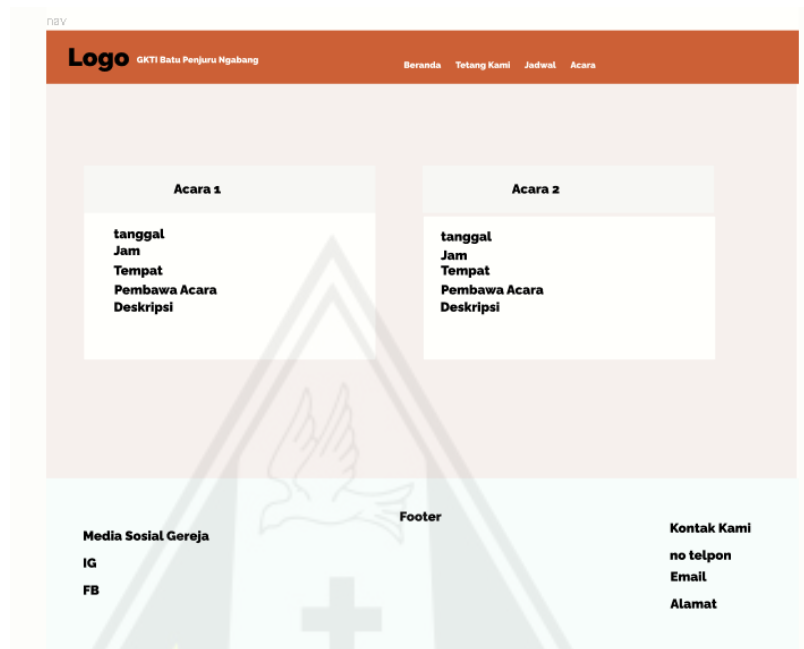 nav
Logo GKTI Batu Penjuru Ngabang
Beranda Tetang Kami Jadwal Acara
Acara 1
tanggal
Jam
Tempat
Pembawa Acara
Deskripsi
Acara 2
tanggal
Jam
Tempat
Pembawa Acara
Deskripsi
Media Sosial Gereja
IG
FB
Footer
Kontak Kami
no telpon
Email
Alamat